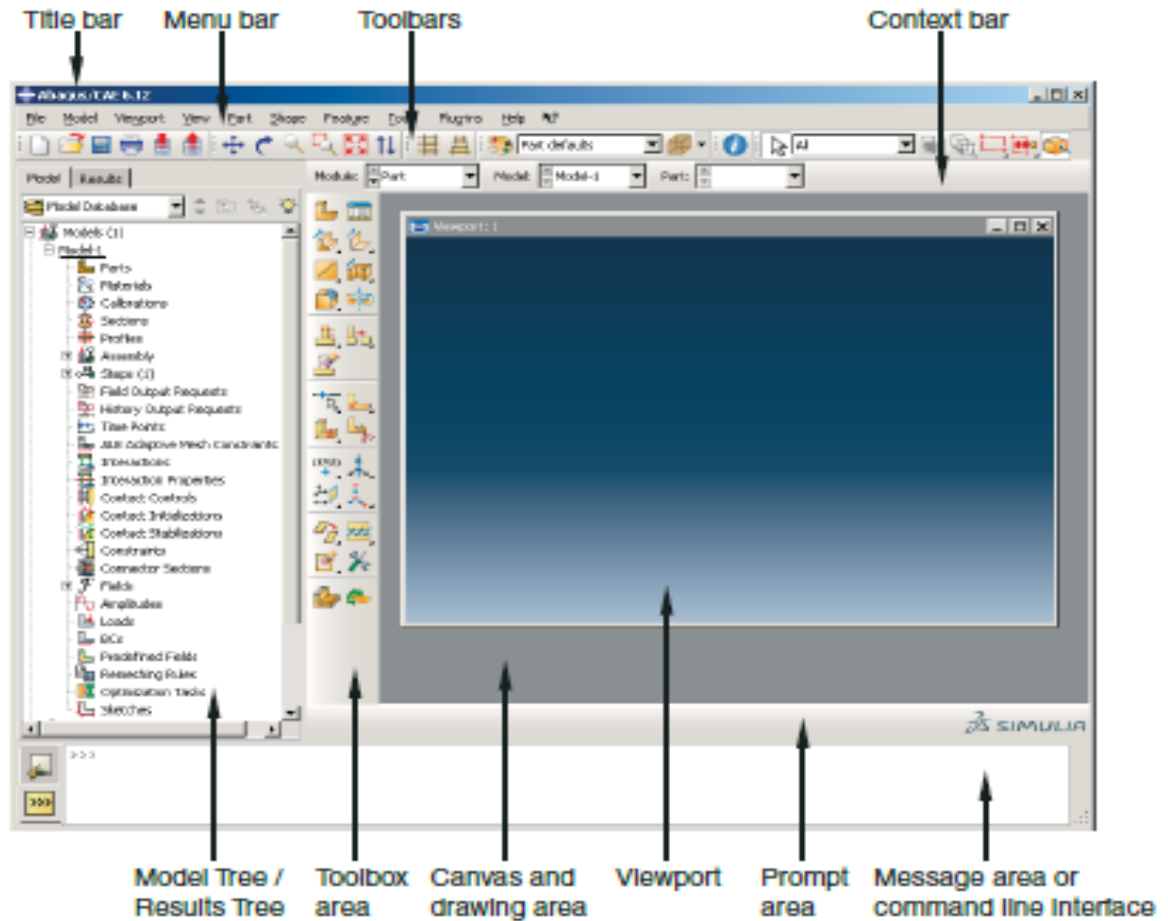 Title bar Menu bar Toolbars Context bar
Abaqus/CAE 6.12
File Model Viewport View Part Shape Feature Tools Plug-ins Help
Part defaults All
Model Results Module: Part Model: Model-1 Part:
Model Database
Viewport: 1
Models (1)
Model-1
Parts
Materials
Calibrations
Sections
Profiles
Assembly
Steps (1)
Field Output Requests
History Output Requests
Time Points
ALE Adaptive Mesh Constraints
Interactions
Interaction Properties
Contact Controls
Contact Initializations
Contact Stabilizations
Constraints
Connector Sections
Fields
Amplitudes
Loads
BCs
Predefined Fields
Remeshing Rules
Optimization Tasks
Sketches
SIMULIA
>>>
>>>
Model Tree / Toolbox Canvas and Viewport Prompt Message area or
Results Tree area drawing area area command line interface